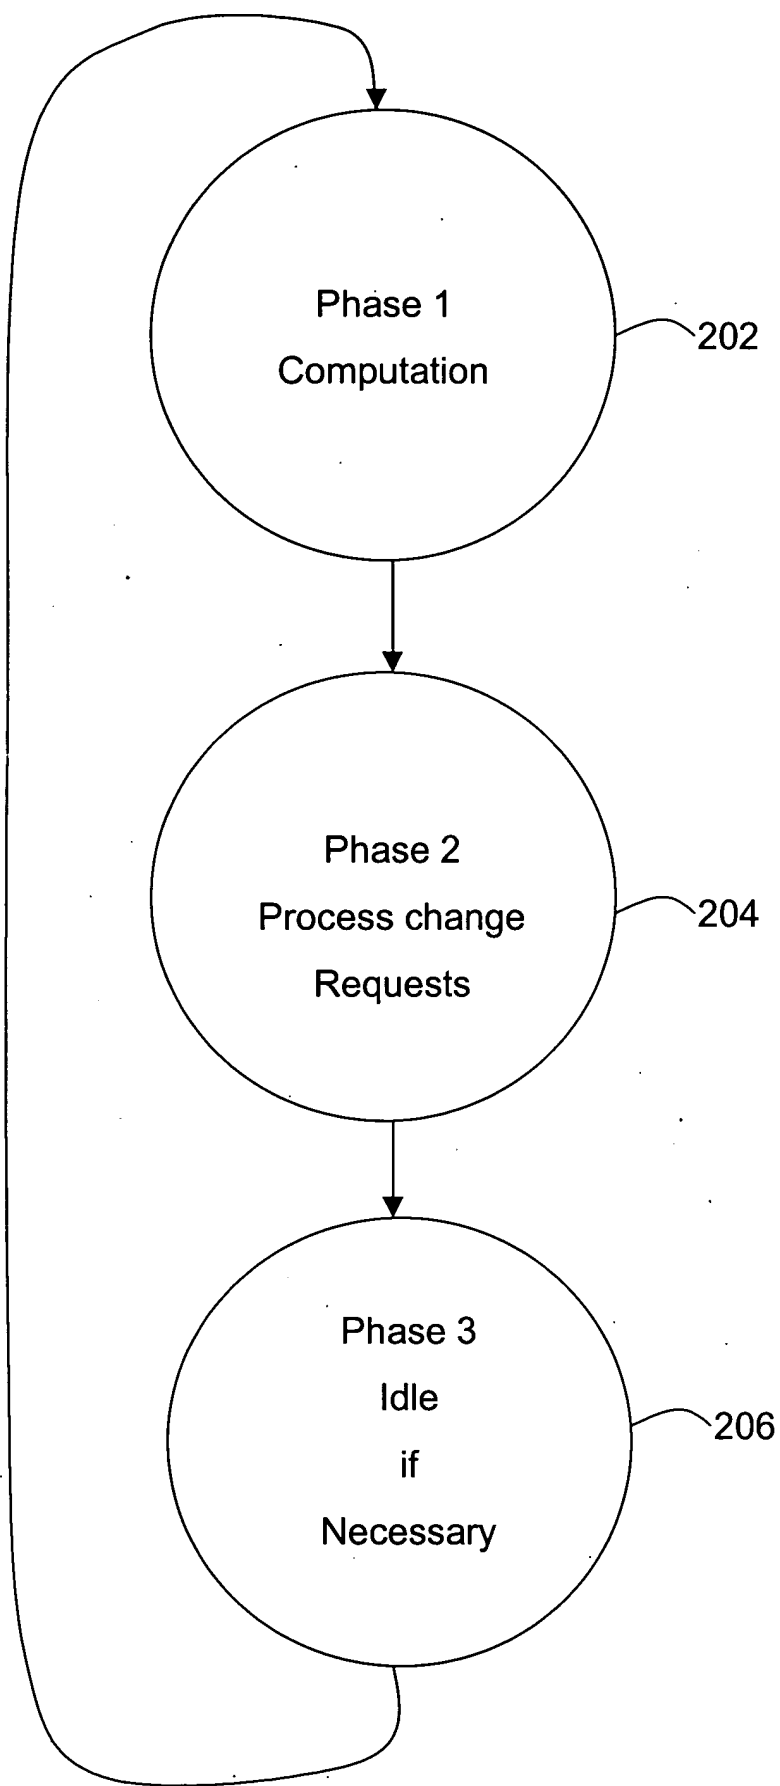 Phase 1
Computation
202
Phase 2
Process change
Requests
204
Phase 3
Idle
if
Necessary
206